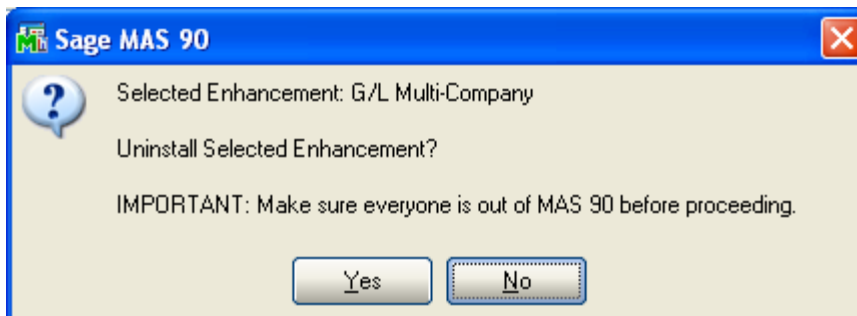 Sage MAS 90
Selected Enhancement: G/L Multi-Company
Uninstall Selected Enhancement?
IMPORTANT: Make sure everyone is out of MAS 90 before proceeding.
Yes No